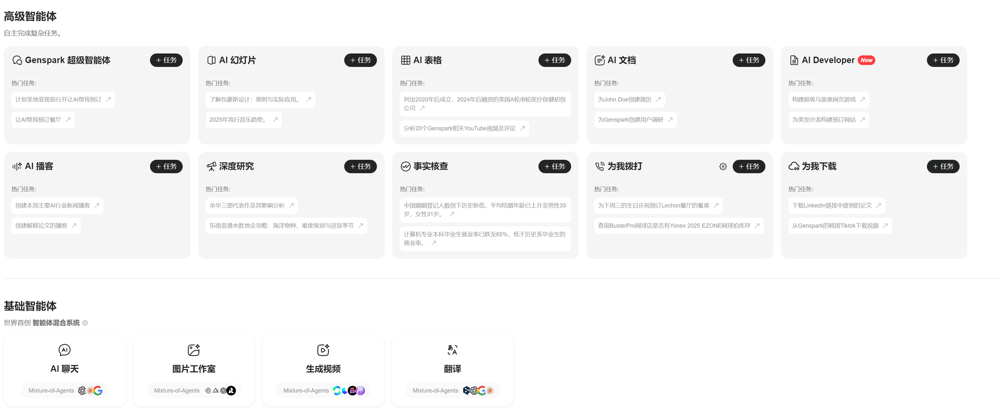 高级智能体
自主完成复杂任务。
Genspark 超级智能体
+ 任务
热门任务:
计划圣地亚哥旅行并让AI帮我预订
让AI帮我预订餐厅
AI 幻灯片
+ 任务
热门任务:
了解包豪斯设计：原则与实际应用。
2025年流行音乐趋势。
AI 表格
+ 任务
热门任务:
列出2020年后成立、2024年后融资的美国A轮/B轮医疗保健初创
公司
分析20个Genspark相关YouTube视频及评论
AI 文档
+ 任务
热门任务:
为John Doe创建简历
为Genspark创建用户调研
AI Developer New
+ 任务
热门任务:
构建超级马里奥网页游戏
为美发沙龙构建预订网站
AI 播客
+ 任务
热门任务:
创建本周主要AI行业新闻播客
创建解释论文的播客
深度研究
+ 任务
热门任务:
余华三部代表作及其影响分析
东南亚潜水胜地全攻略：海洋物种、难度级别与适宜季节
事实核查
+ 任务
热门任务:
中国婚姻登记人数创下历史新低，平均结婚年龄已上升至男性33
岁，女性31岁。
计算机专业本科毕业生就业率已跌至65%，低于历史系毕业生的
就业率。
为我拨打
+ 任务
热门任务:
为下周三的生日庆祝预订Lechon餐厅的餐桌
查询BusterPro网球店是否有Yonex 2025 EZONE网球拍库存
为我下载
+ 任务
热门任务:
下载LinkedIn链接中提到的论文
从Genspark的韩国Tiktok下载视频
基础智能体
世界首创 智能体混合系统
AI
AI 聊天
Mixture-of-Agents
图片工作室
Mixture-of-Agents
生成视频
Mixture-of-Agents
あA
翻译
Mixture-of-Agents